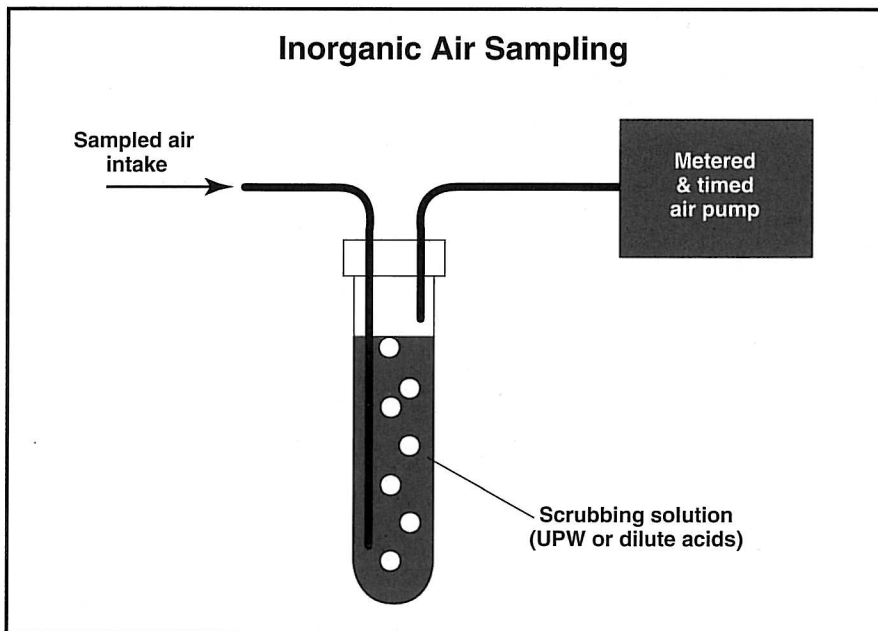 Inorganic Air Sampling
Sampled air
intake
Metered
& timed
air pump
Scrubbing solution
(UPW or dilute acids)